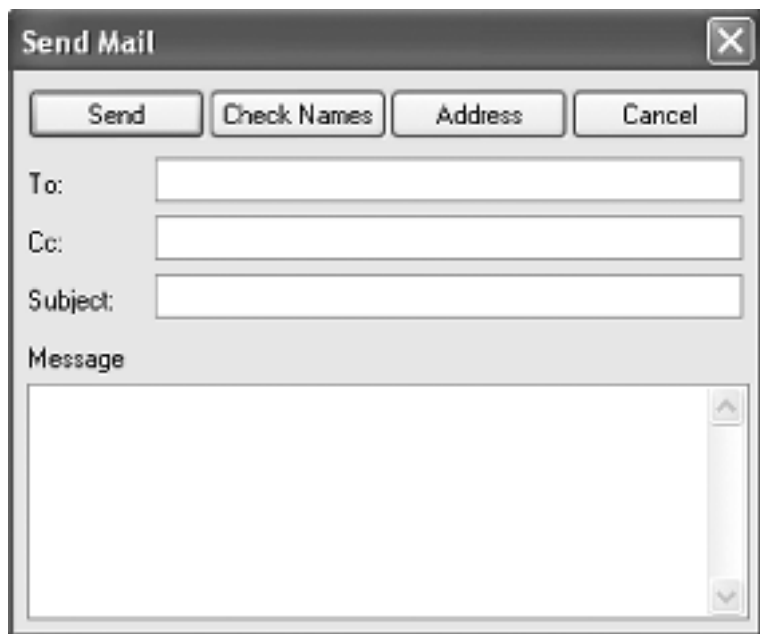 Send Mail
Send Check Names Address Cancel
To:
Cc:
Subject:
Message